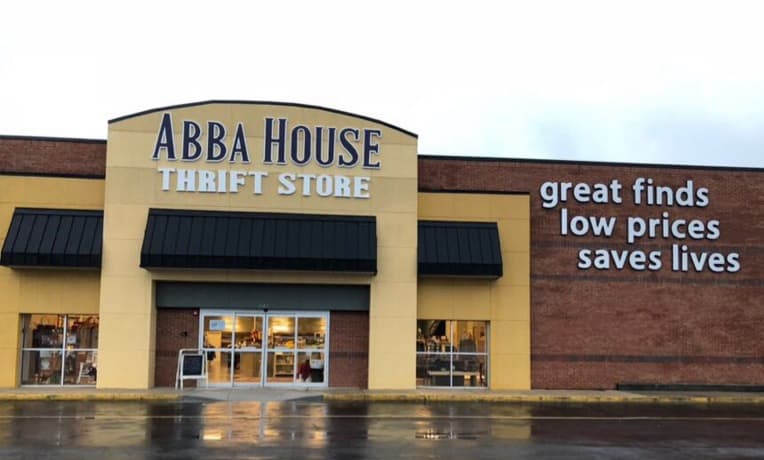 ABBA HOUSE
THRIFT STORE
great finds
low prices
saves lives